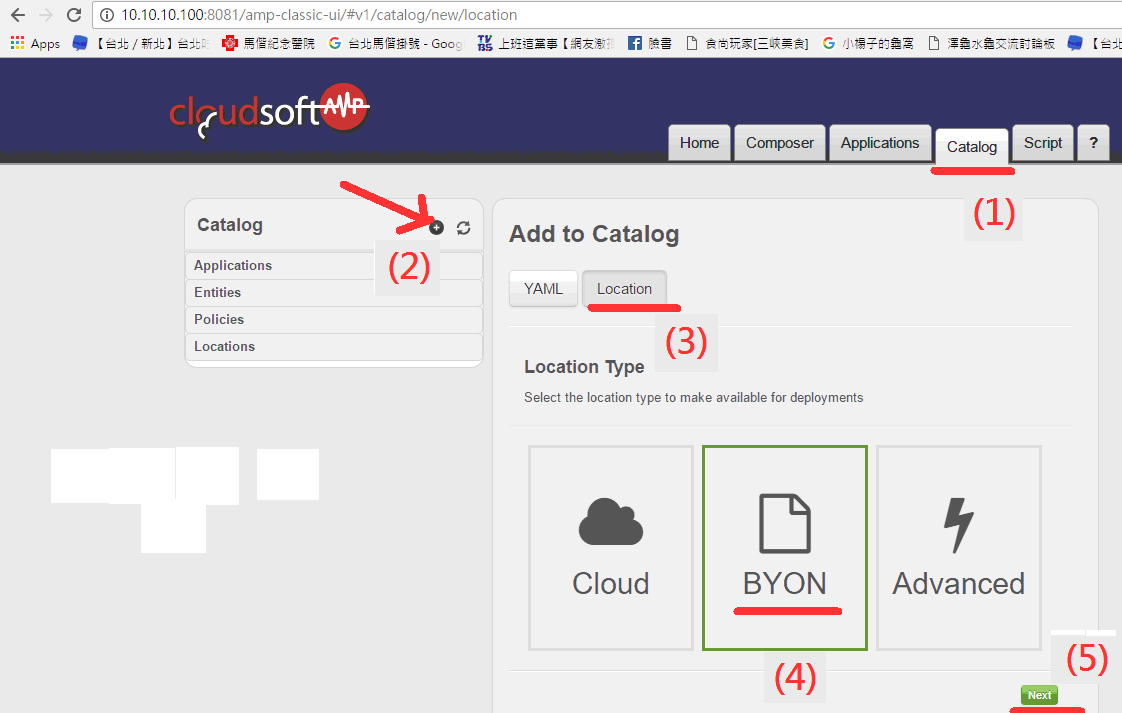 10.10.10.100:8081/amp-classic-ui/#v1/catalog/new/location
Apps 【台北 / 新北】台北 馬偕紀念醫院 台北馬偕掛號 - Goog 上班這黨事【網友激 臉書 食尚玩家[三峽美食] 小楊子的龜窩 澤龜水龜交流討論板 【台北
cloudsoft AMP
Home Composer Applications Catalog Script ?
(1)
Catalog
(2)
Applications
Entities
Policies
Locations
Add to Catalog
YAML Location
(3)
Location Type
Select the location type to make available for deployments
Cloud BYON Advanced
(4)
(5)
Next